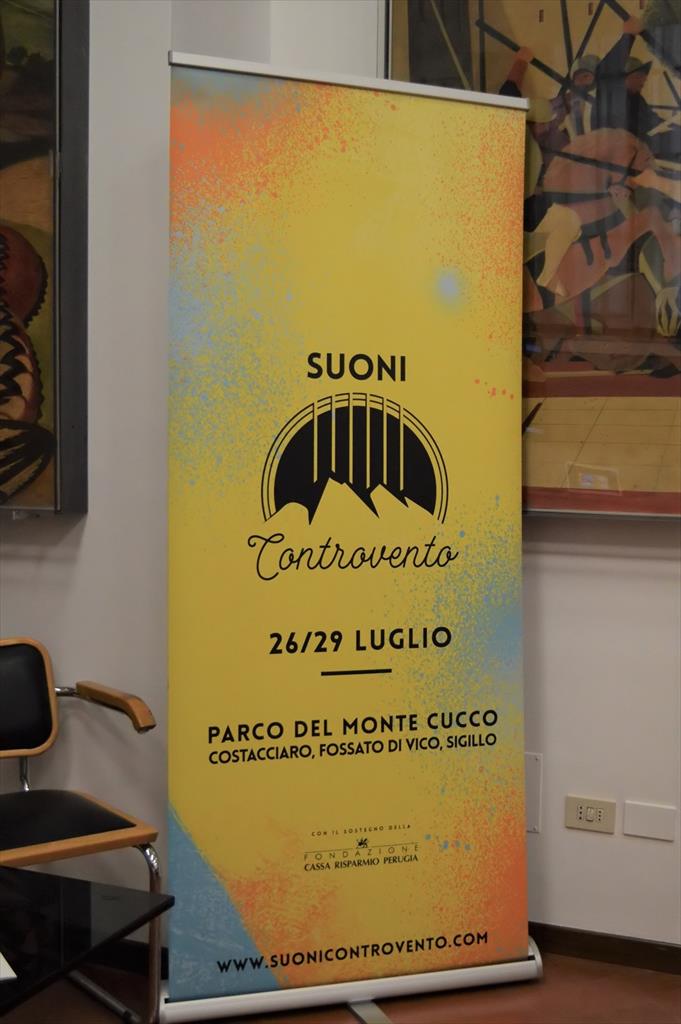 SUONI
Controvento
26/29 LUGLIO
PARCO DEL MONTE CUCCO
COSTACCIARO, FOSSATO DI VICO, SIGILLO
CON IL SOSTEGNO DELLA
FONDAZIONE
CASSA RISPARMIO PERUGIA
WWW.SUONICONTROVENTO.COM